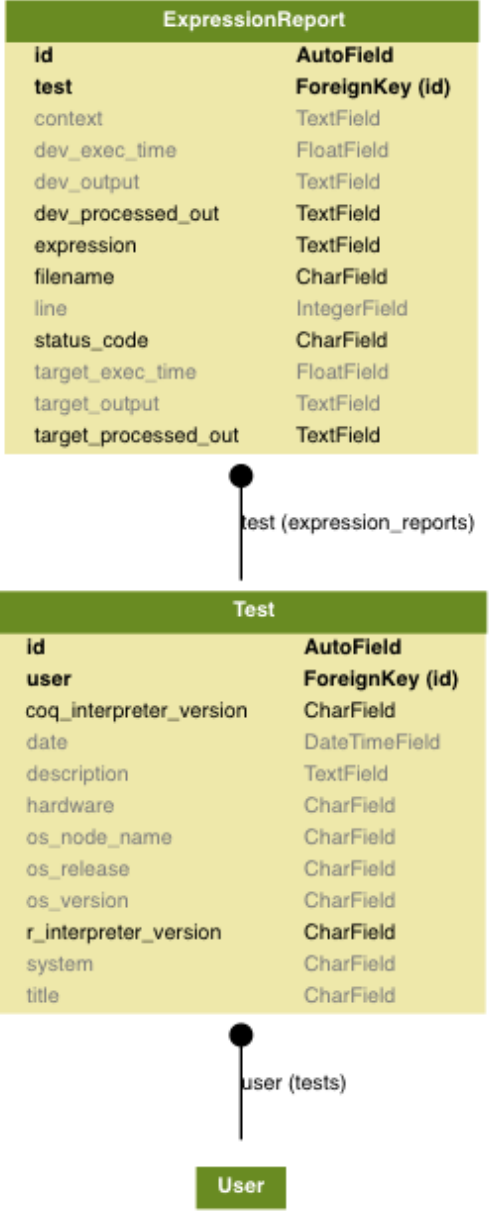 ExpressionReport
id AutoField
test ForeignKey (id)
context TextField
dev_exec_time FloatField
dev_output TextField
dev_processed_out TextField
expression TextField
filename CharField
line IntegerField
status_code CharField
target_exec_time FloatField
target_output TextField
target_processed_out TextField
test (expression_reports)
Test
id AutoField
user ForeignKey (id)
coq_interpreter_version CharField
date DateTimeField
description TextField
hardware CharField
os_node_name CharField
os_release CharField
os_version CharField
r_interpreter_version CharField
system CharField
title CharField
user (tests)
User